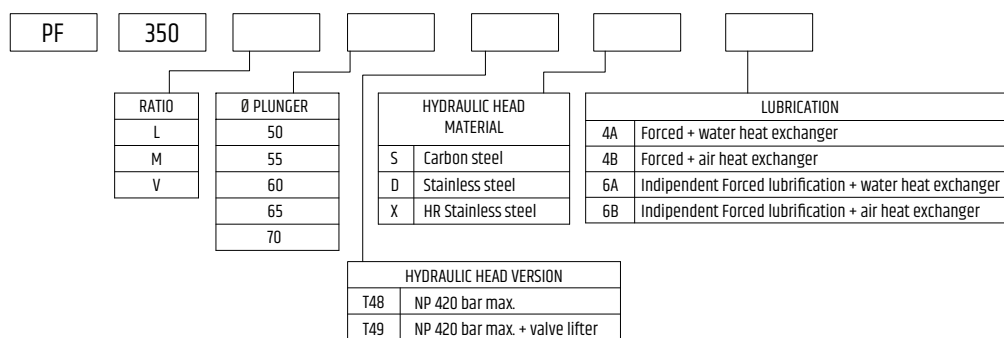 PF 350
RATIO
L
M
V
Ø PLUNGER
50
55
60
65
70
HYDRAULIC HEAD
MATERIAL
S Carbon steel
D Stainless steel
X HR Stainless steel
LUBRICATION
4A Forced + water heat exchanger
4B Forced + air heat exchanger
6A Indipendent Forced lubrification + water heat exchanger
6B Indipendent Forced lubrification + air heat exchanger
HYDRAULIC HEAD VERSION
T48 NP 420 bar max.
T49 NP 420 bar max. + valve lifter